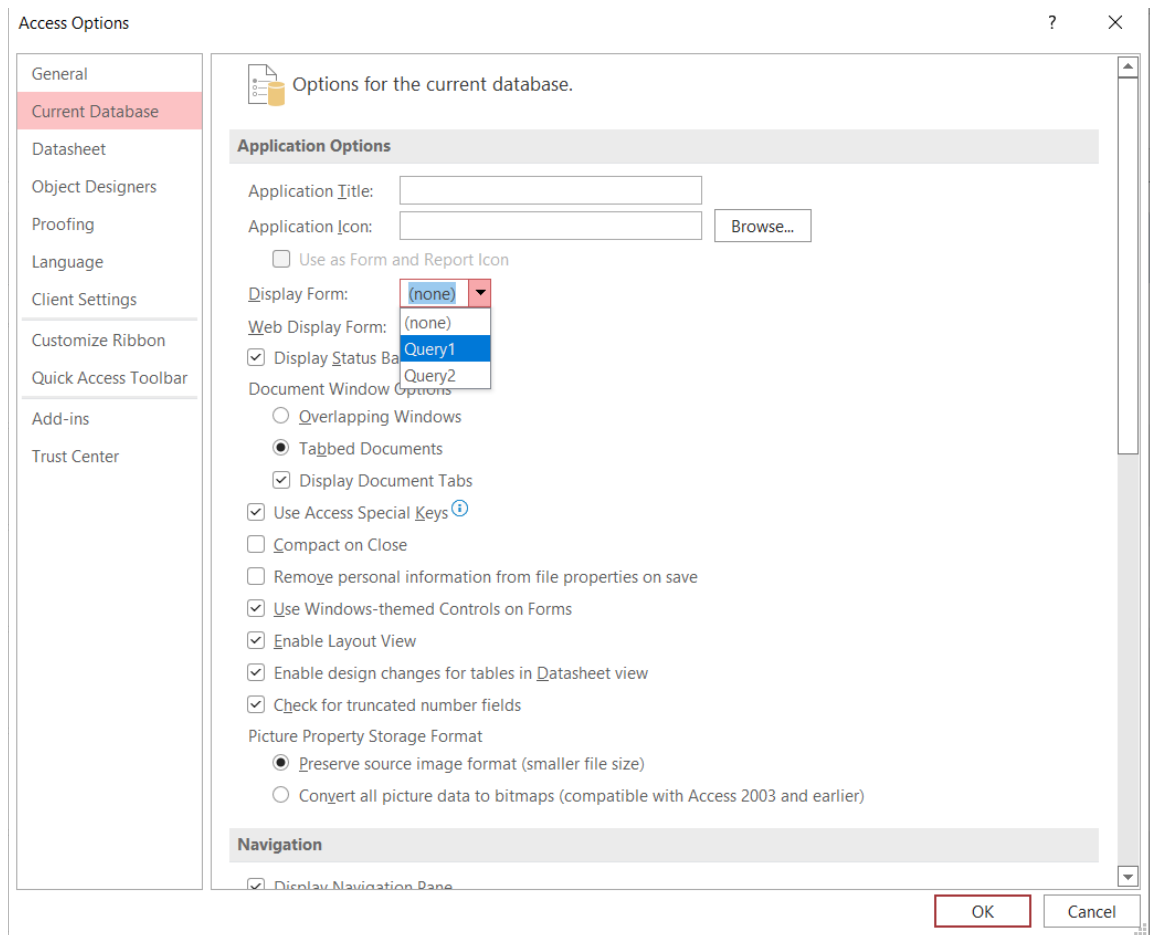 Access Options
?
General
Current Database
Datasheet
Object Designers
Proofing
Language
Client Settings
Customize Ribbon
Quick Access Toolbar
Add-ins
Trust Center
Options for the current database.
Application Options
Application Title:
Application Icon:
Browse...
Use as Form and Report Icon
Display Form:
(none)
(none)
Query1
Query2
Web Display Form:
Display Status Ba
Document Window Options
Overlapping Windows
Tabbed Documents
Display Document Tabs
Use Access Special Keys
Compact on Close
Remove personal information from file properties on save
Use Windows-themed Controls on Forms
Enable Layout View
Enable design changes for tables in Datasheet view
Check for truncated number fields
Picture Property Storage Format
Preserve source image format (smaller file size)
Convert all picture data to bitmaps (compatible with Access 2003 and earlier)
Navigation
Display Navigation Pane
OK
Cancel